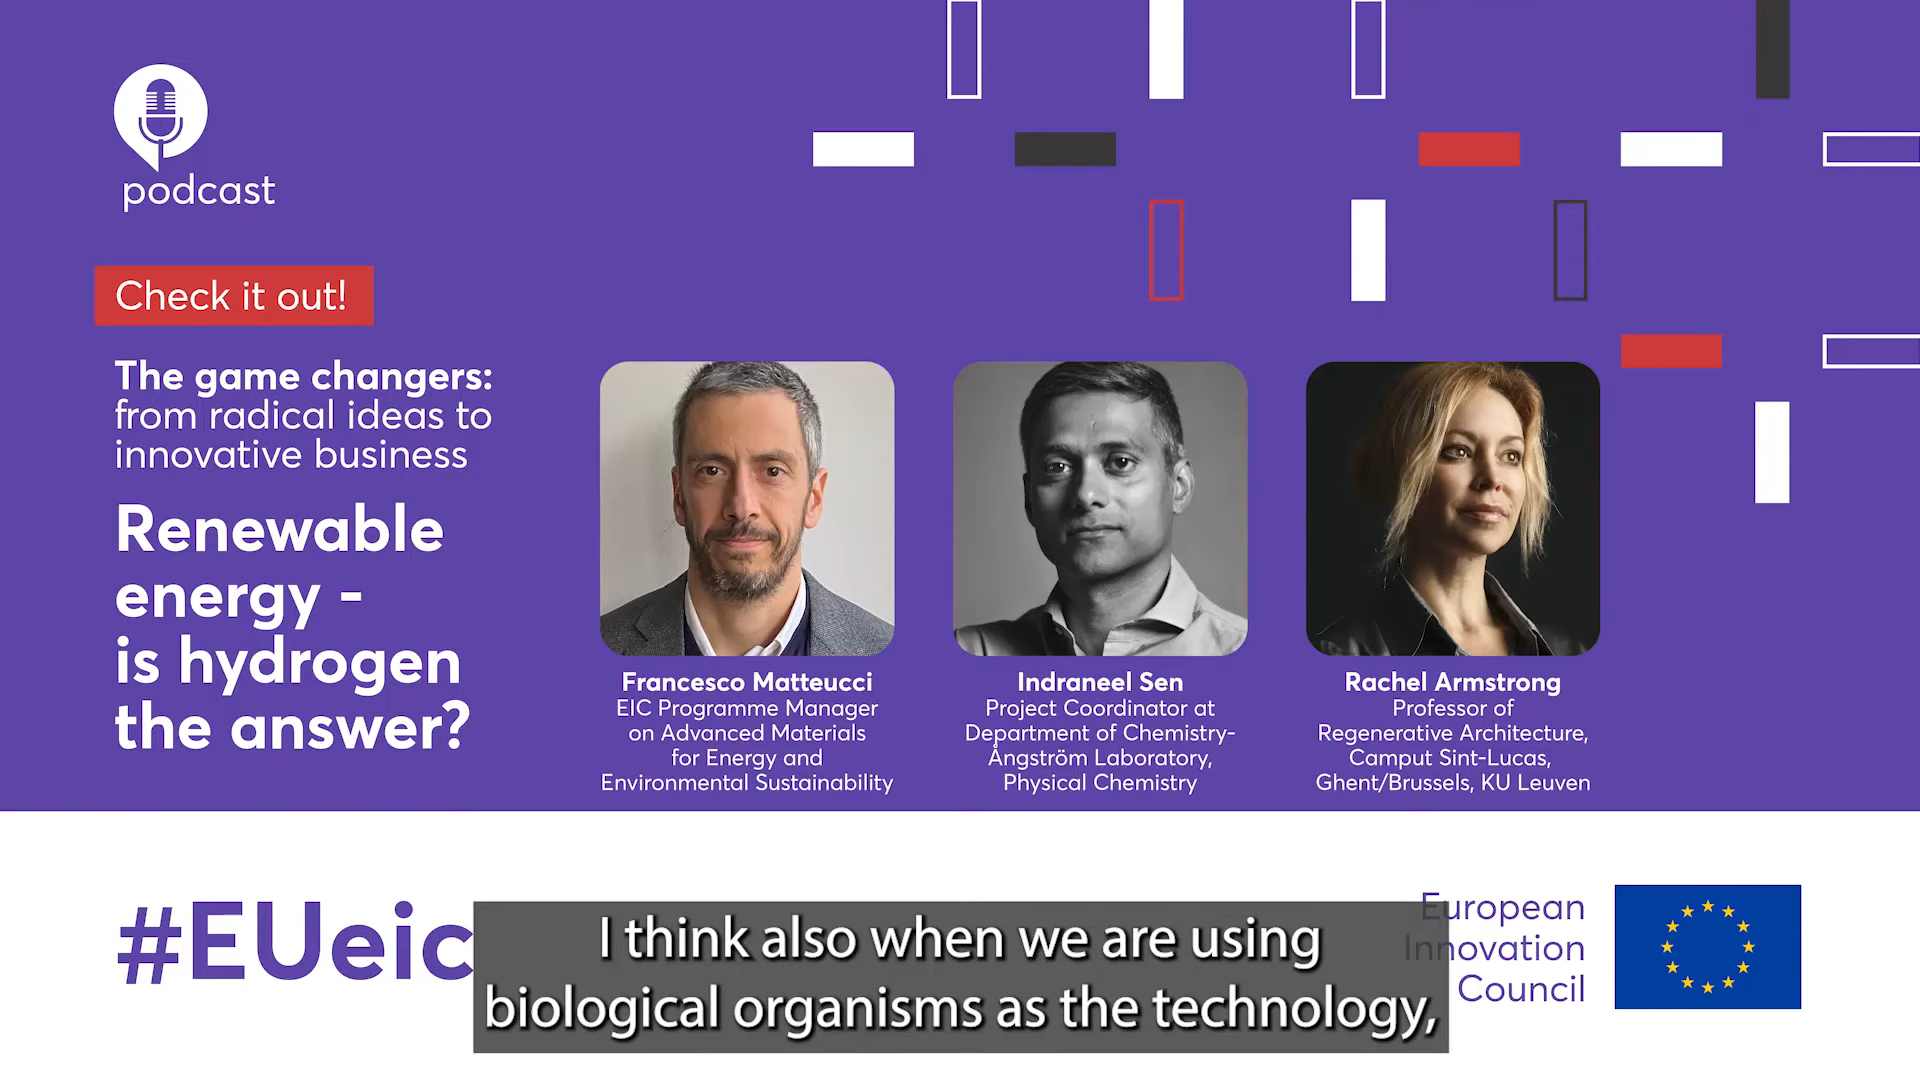 podcast
Check it out!
The game changers:
from radical ideas to
innovative business
Renewable
energy -
is hydrogen
the answer?
Francesco Matteucci
EIC Programme Manager
on Advanced Materials
for Energy and
Environmental Sustainability
Indraneel Sen
Project Coordinator at
Department of Chemistry-
Ångström Laboratory,
Physical Chemistry
Rachel Armstrong
Professor of
Regenerative Architecture,
Camput Sint-Lucas,
Ghent/Brussels, KU Leuven
#EUeic
I think also when we are using
biological organisms as the technology,
European
Innovation
Council